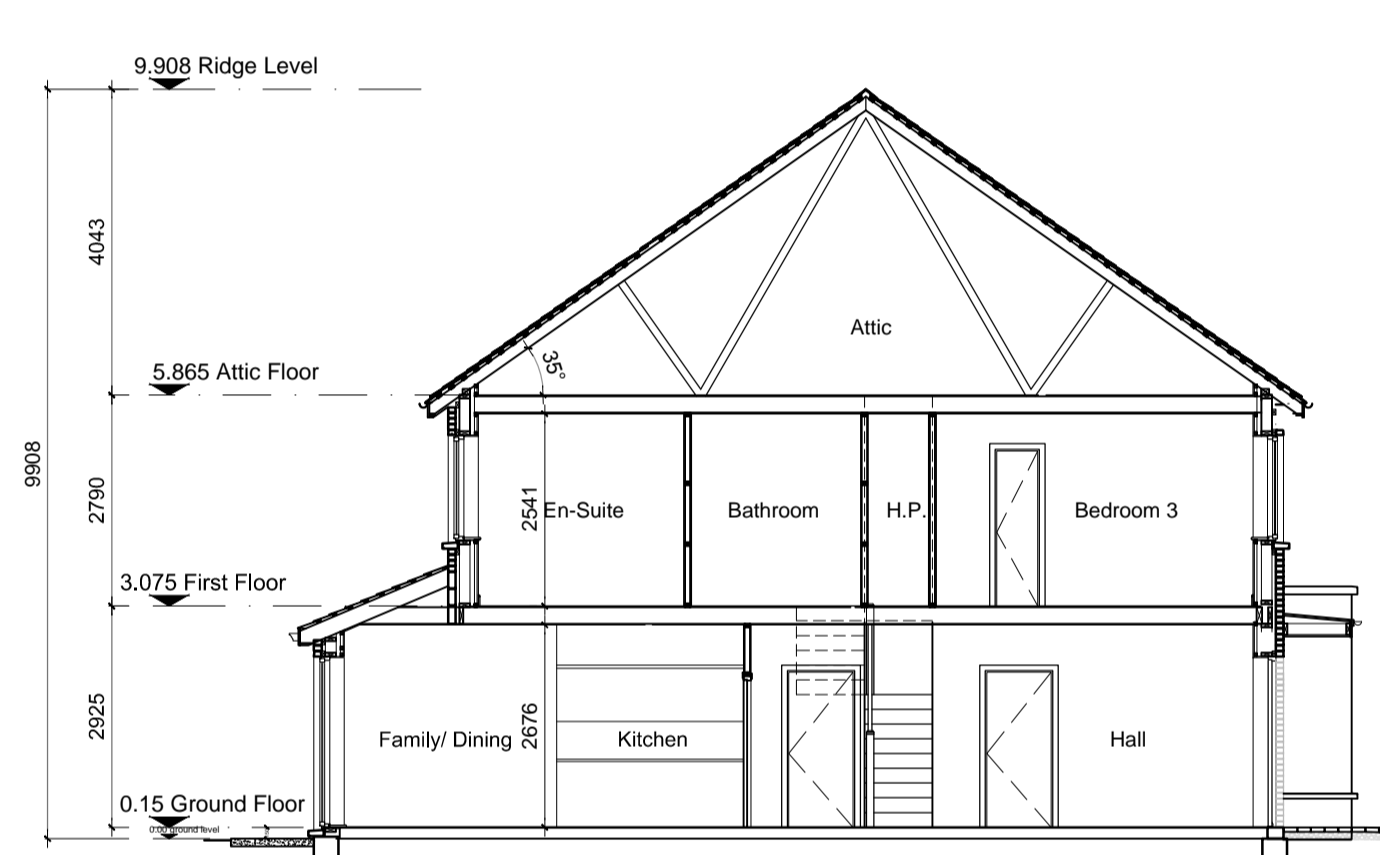 9.908 Ridge Level
4043
Attic
35°
5.865 Attic Floor
9908
2790
2541
En-Suite
Bathroom
H.P.
Bedroom 3
3.075 First Floor
2925
2676
Family/ Dining
Kitchen
Hall
0.15 Ground Floor
0.00 ground level